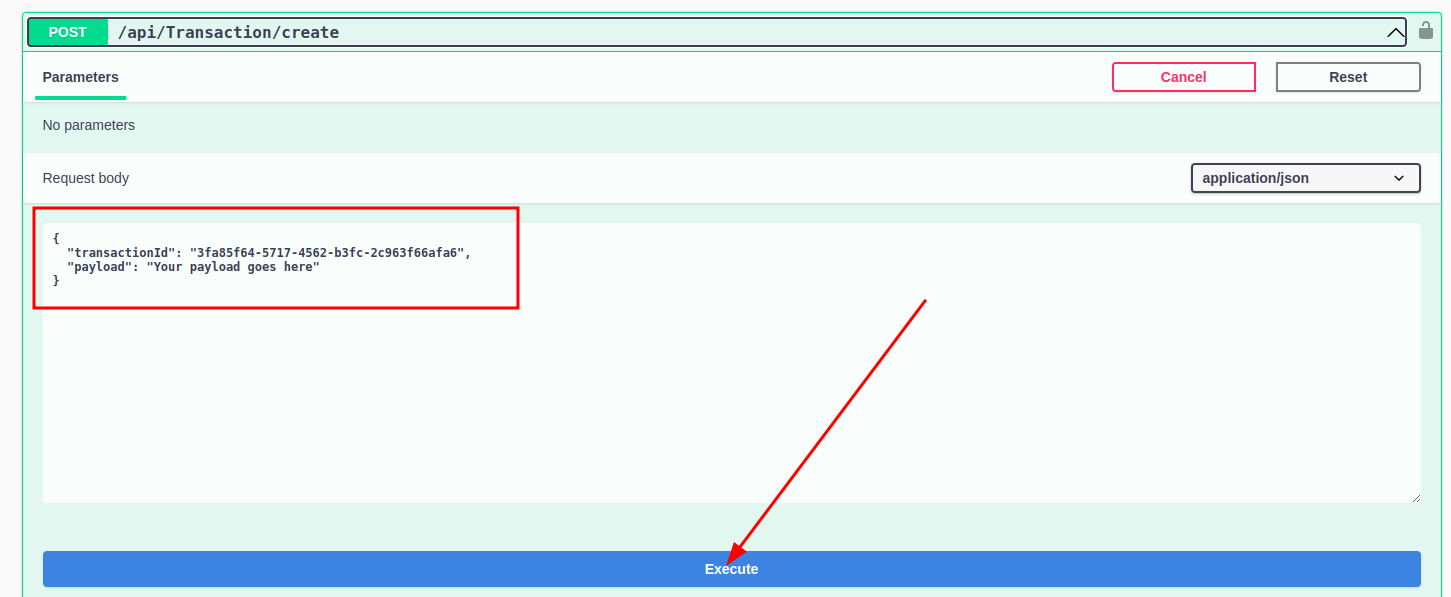 POST /api/Transaction/create
Parameters Cancel Reset
No parameters
Request body application/json
{
"transactionId": "3fa85f64-5717-4562-b3fc-2c963f66afa6",
"payload": "Your payload goes here"
}
Execute